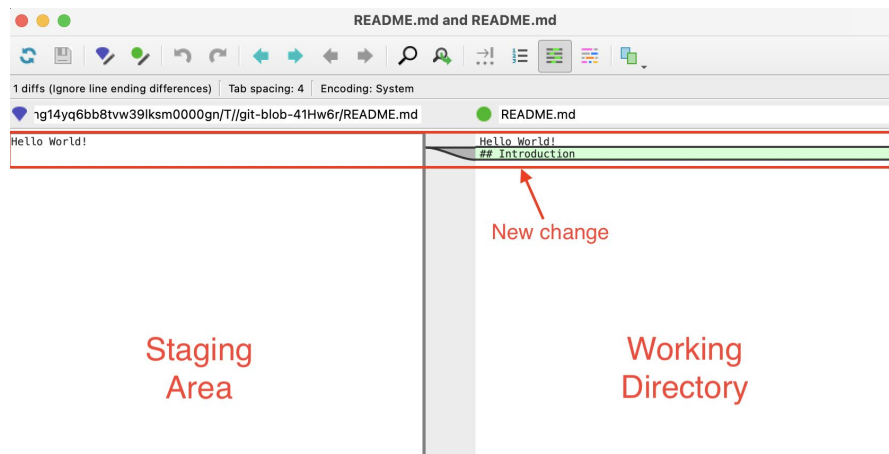 README.md and README.md
1 diffs (Ignore line ending differences) Tab spacing: 4 Encoding: System
ng14yq6bb8tvw39lksm0000gn/T//git-blob-41Hw6r/README.md README.md
Hello World! Hello World!
## Introduction
New change
Staging Area
Working Directory